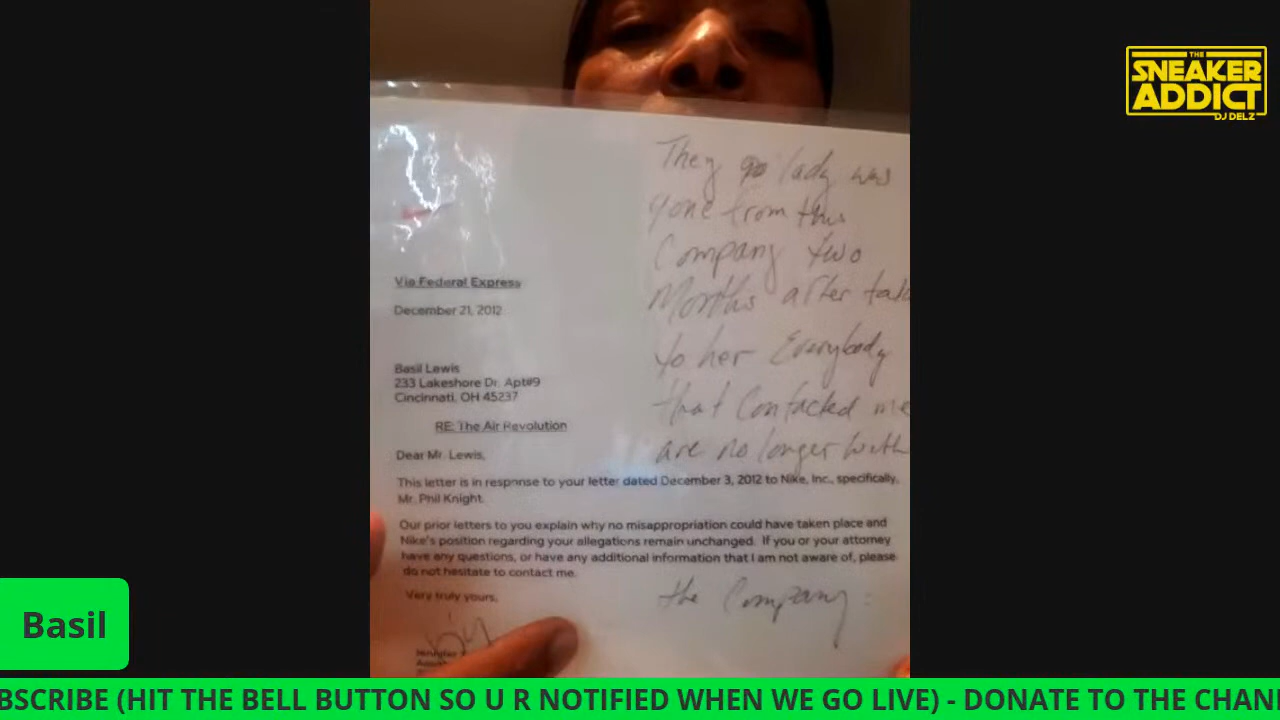 THE
SNEAKER
ADDICT
DJ DELZ
They lady was
gone from this
Company two
Months after
to her Everybody
that Contacted me
are no longer with
the Company
Via Federal Express
December 21, 2012
Basil Lewis
233 Lakeshore Dr. Apt#9
Cincinnati, OH 45237
RE: The Air Revolution
Dear Mr. Lewis,
This letter is in response to your letter dated December 3, 2012 to Nike, Inc., specifically,
Mr. Phil Knight.
Our prior letters to you explain why no misappropriation could have taken place and
Nike's position regarding your allegations remain unchanged. If you or your attorney
have any questions, or have any additional information that I am not aware of, please
do not hesitate to contact me.
Very truly yours,
Basil
BSCRIBE (HIT THE BELL BUTTON SO U R NOTIFIED WHEN WE GO LIVE) - DONATE TO THE CHAN